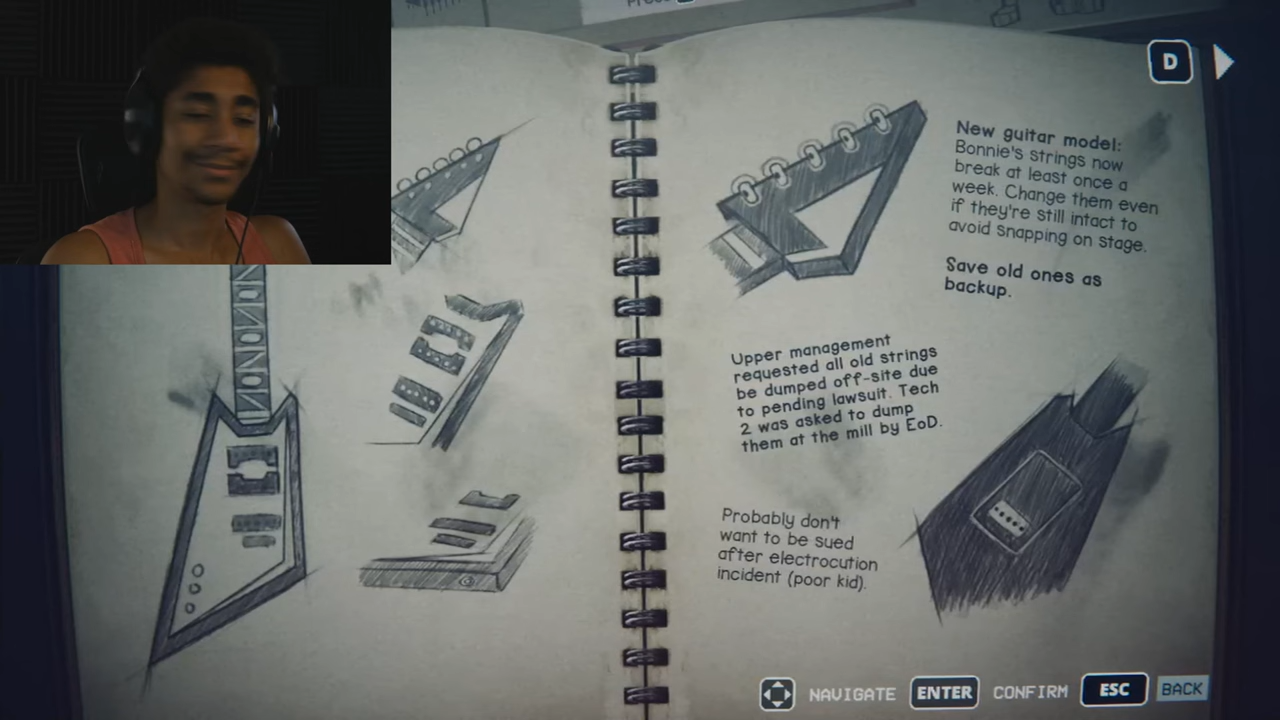 D
New guitar model:
Bonnie's strings now
break at least once a
week. Change them even
if they're still intact to
avoid snapping on stage.
Save old ones as
backup.
Upper management
requested all old strings
be dumped off-site due
to pending lawsuit. Tech
2 was asked to dump
them at the mill by EoD.
Probably don't
want to be sued
after electrocution
incident (poor kid).
NAVIGATE ENTER CONFIRM ESC BACK